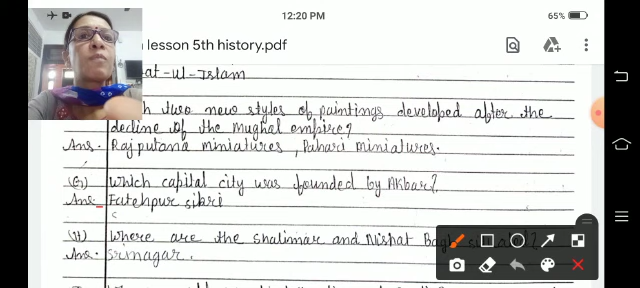 12:20 PM
65%
lesson 5th history.pdf
at-ul-Islam
h two new styles of paintings developed after the
decline of the mughal empire?
Ans. Rajputana miniatures, Pahari miniatures.
(G) Which capital city was founded by Akbar?
Ans. Fatehpur sikri
(H) Where are the shalimar and Nishat Bagh
Ans. srinagar.